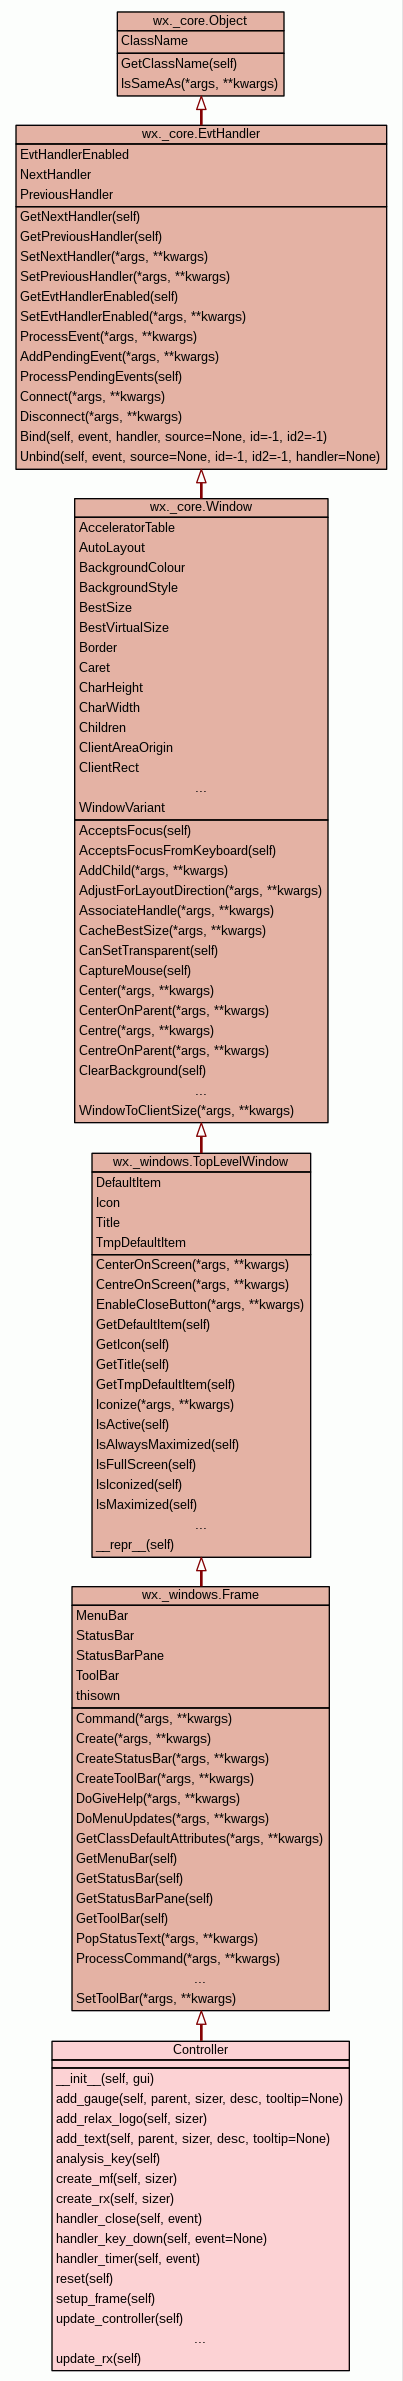 wx._core.Object
ClassName
GetClassName(self)
IsSameAs(*args, **kwargs)
wx._core.EvtHandler
EvtHandlerEnabled
NextHandler
PreviousHandler
GetNextHandler(self)
GetPreviousHandler(self)
SetNextHandler(*args, **kwargs)
SetPreviousHandler(*args, **kwargs)
GetEvtHandlerEnabled(self)
SetEvtHandlerEnabled(*args, **kwargs)
ProcessEvent(*args, **kwargs)
AddPendingEvent(*args, **kwargs)
ProcessPendingEvents(self)
Connect(*args, **kwargs)
Disconnect(*args, **kwargs)
Bind(self, event, handler, source=None, id=-1, id2=-1)
Unbind(self, event, source=None, id=-1, id2=-1, handler=None)
wx._core.Window
AcceleratorTable
AutoLayout
BackgroundColour
BackgroundStyle
BestSize
BestVirtualSize
Border
Caret
CharHeight
CharWidth
Children
ClientAreaOrigin
ClientRect
...
WindowVariant
AcceptsFocus(self)
AcceptsFocusFromKeyboard(self)
AddChild(*args, **kwargs)
AdjustForLayoutDirection(*args, **kwargs)
AssociateHandle(*args, **kwargs)
CacheBestSize(*args, **kwargs)
CanSetTransparent(self)
CaptureMouse(self)
Center(*args, **kwargs)
CenterOnParent(*args, **kwargs)
Centre(*args, **kwargs)
CentreOnParent(*args, **kwargs)
ClearBackground(self)
...
WindowToClientSize(*args, **kwargs)
wx._windows.TopLevelWindow
DefaultItem
Icon
Title
TmpDefaultItem
CenterOnScreen(*args, **kwargs)
CentreOnScreen(*args, **kwargs)
EnableCloseButton(*args, **kwargs)
GetDefaultItem(self)
GetIcon(self)
GetTitle(self)
GetTmpDefaultItem(self)
Iconize(*args, **kwargs)
IsActive(self)
IsAlwaysMaximized(self)
IsFullScreen(self)
IsIconized(self)
IsMaximized(self)
...
__repr__(self)
wx._windows.Frame
MenuBar
StatusBar
StatusBarPane
ToolBar
thisown
Command(*args, **kwargs)
Create(*args, **kwargs)
CreateStatusBar(*args, **kwargs)
CreateToolBar(*args, **kwargs)
DoGiveHelp(*args, **kwargs)
DoMenuUpdates(*args, **kwargs)
GetClassDefaultAttributes(*args, **kwargs)
GetMenuBar(self)
GetStatusBar(self)
GetStatusBarPane(self)
GetToolBar(self)
PopStatusText(*args, **kwargs)
ProcessCommand(*args, **kwargs)
...
SetToolBar(*args, **kwargs)
Controller
__init__(self, gui)
add_gauge(self, parent, sizer, desc, tooltip=None)
add_relax_logo(self, sizer)
add_text(self, parent, sizer, desc, tooltip=None)
analysis_key(self)
create_mf(self, sizer)
create_rx(self, sizer)
handler_close(self, event)
handler_key_down(self, event=None)
handler_timer(self, event)
reset(self)
setup_frame(self)
update_controller(self)
...
update_rx(self)